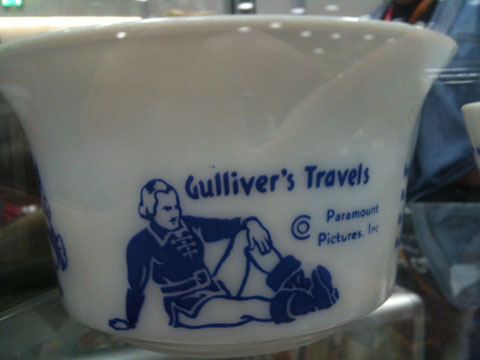 Gulliver's Travels
© Paramount
Pictures, Inc